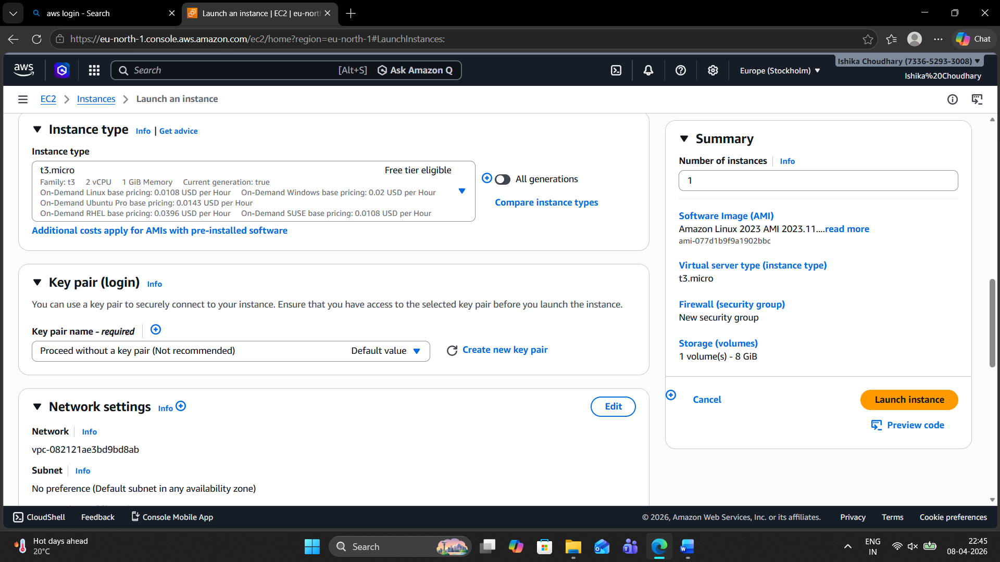 aws login - Search
Launch an instance | EC2 | eu-nort
https://eu-north-1.console.aws.amazon.com/ec2/home?region=eu-north-1#LaunchInstances:
Chat
aws
Search
[Alt+S]
Ask Amazon Q
Europe (Stockholm)
Ishika Choudhary (7336-5293-3008)
Ishika%20Choudhary
EC2
Instances
Launch an instance
Instance type
Info | Get advice
Instance type
t3.micro
Free tier eligible
Family: t3 2 vCPU 1 GiB Memory Current generation: true
On-Demand Linux base pricing: 0.0108 USD per Hour On-Demand Windows base pricing: 0.02 USD per Hour
On-Demand Ubuntu Pro base pricing: 0.0143 USD per Hour
On-Demand RHEL base pricing: 0.0396 USD per Hour On-Demand SUSE base pricing: 0.0108 USD per Hour
All generations
Compare instance types
Additional costs apply for AMIs with pre-installed software
Key pair (login)
Info
You can use a key pair to securely connect to your instance. Ensure that you have access to the selected key pair before you launch the instance.
Key pair name - required
Proceed without a key pair (Not recommended)
Default value
Create new key pair
Network settings
Info
Edit
Network
Info
vpc-082121ae3bd9bd8ab
Subnet
Info
No preference (Default subnet in any availability zone)
Summary
Number of instances
Info
1
Software Image (AMI)
Amazon Linux 2023 AMI 2023.11....read more
ami-077d1b9f9a1902bbc
Virtual server type (instance type)
t3.micro
Firewall (security group)
New security group
Storage (volumes)
1 volume(s) - 8 GiB
Cancel
Launch instance
Preview code
CloudShell
Feedback
Console Mobile App
© 2026, Amazon Web Services, Inc. or its affiliates.
Privacy
Terms
Cookie preferences
Hot days ahead
20°C
Search
ENG
IN
22:45
08-04-2026